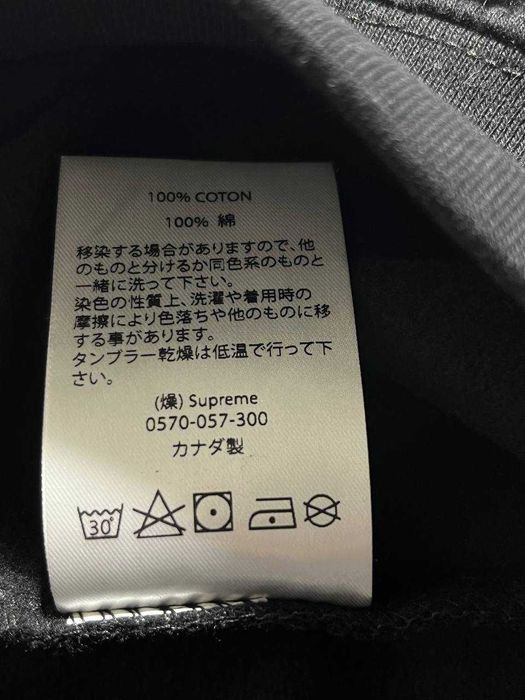 100% COTON
100% 綿
移染する場合がありますので、他
のものと分けるか同色系のものと
一緒に洗って下さい。
染色の性質上、洗濯や着用時の
摩擦により色落ちや他のものに移
する事があります。
タンブラー乾燥は低温で行って下
さい。
(燥) Supreme
0570-057-300
カナダ製
30°